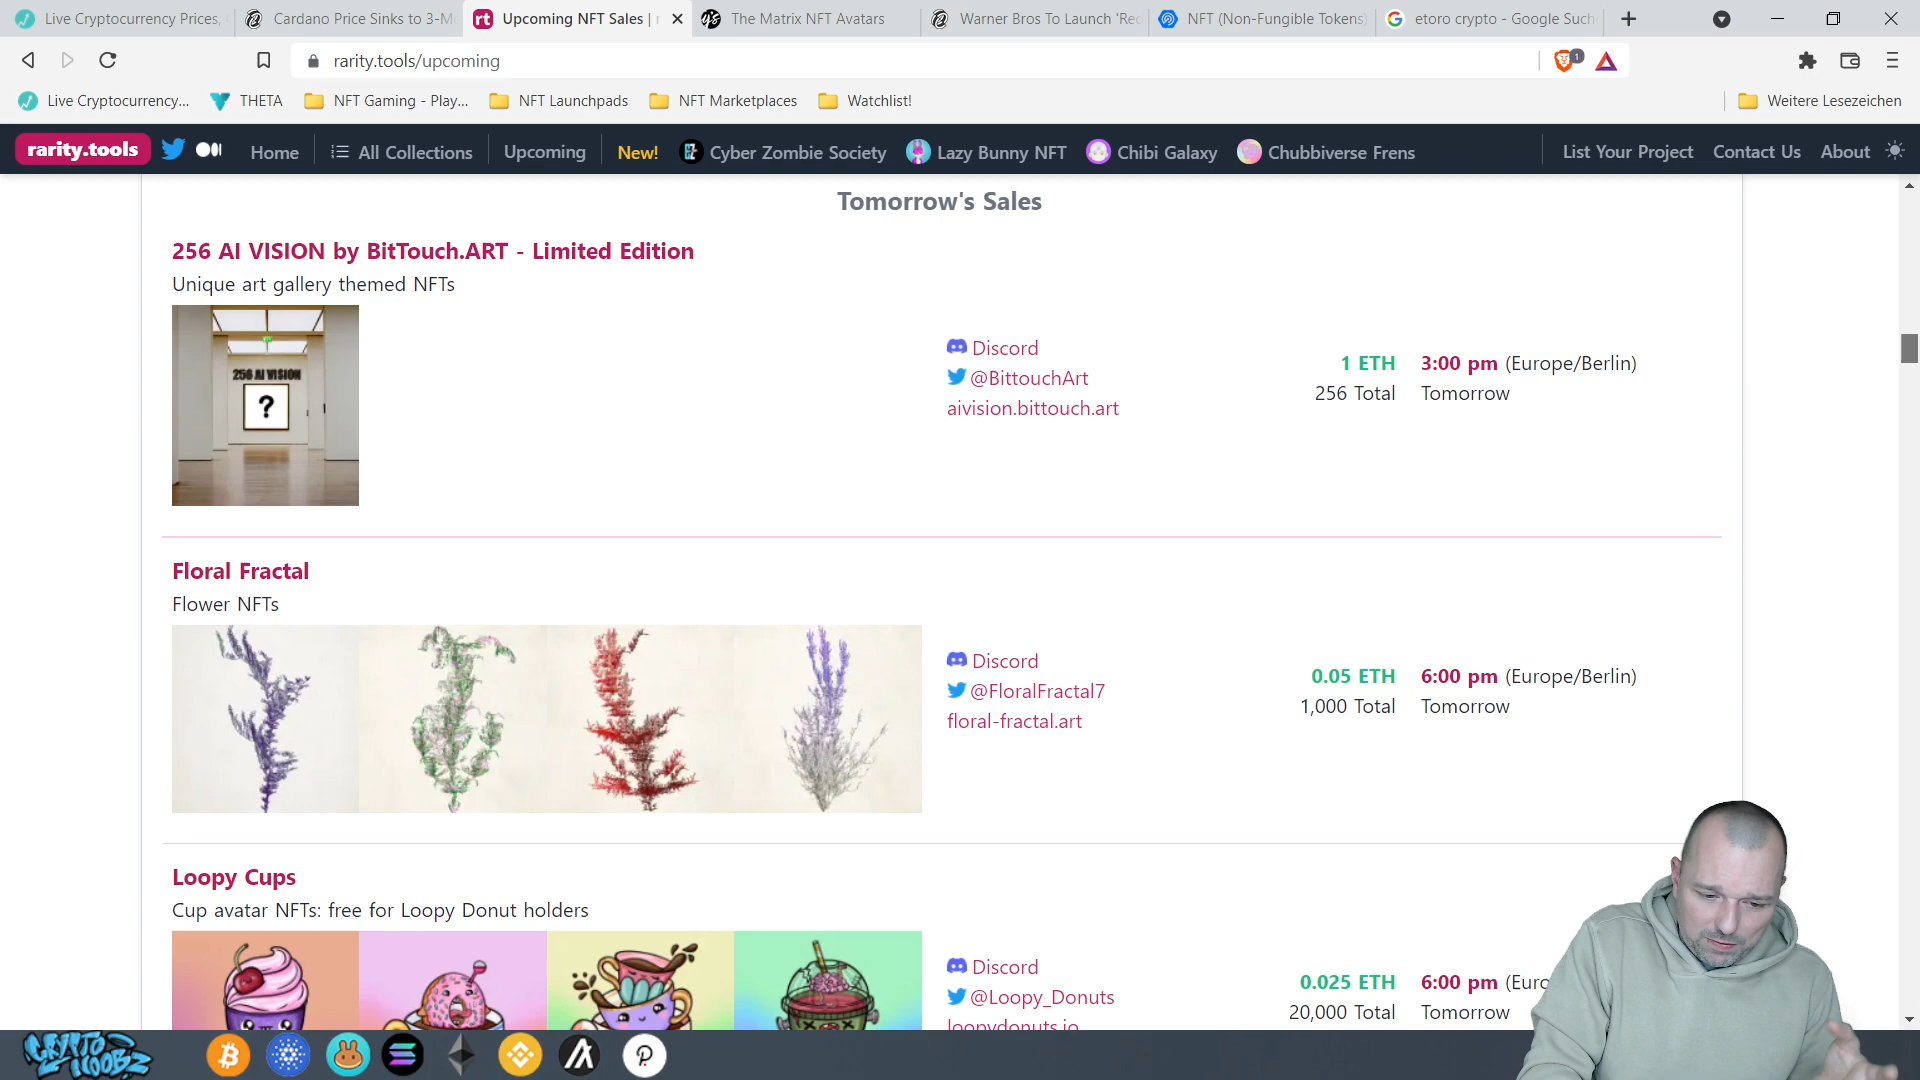 Live Cryptocurrency Prices,
Cardano Price Sinks to 3-Mo
Upcoming NFT Sales |
The Matrix NFT Avatars
Warner Bros To Launch 'Rec
NFT (Non-Fungible Tokens)
etoro crypto - Google Such
rarity.tools/upcoming
1
Live Cryptocurrency...
THETA
NFT Gaming - Play...
NFT Launchpads
NFT Marketplaces
Watchlist!
Weitere Lesezeichen
rarity.tools
Home
All Collections
Upcoming
New!
Cyber Zombie Society
Lazy Bunny NFT
Chibi Galaxy
Chubbiverse Frens
List Your Project
Contact Us
About
Tomorrow's Sales
256 AI VISION by BitTouch.ART - Limited Edition
Unique art gallery themed NFTs
256 AI VISION
?
Discord
@BittouchArt
aivision.bittouch.art
1 ETH
256 Total
3:00 pm (Europe/Berlin)
Tomorrow
Floral Fractal
Flower NFTs
Discord
@FloralFractal7
floral-fractal.art
0.05 ETH
1,000 Total
6:00 pm (Europe/Berlin)
Tomorrow
Loopy Cups
Cup avatar NFTs: free for Loopy Donut holders
Discord
@Loopy_Donuts
loopydonuts.io
0.025 ETH
20,000 Total
6:00 pm (Euro
Tomorrow
CRYPTO
NOOBZ